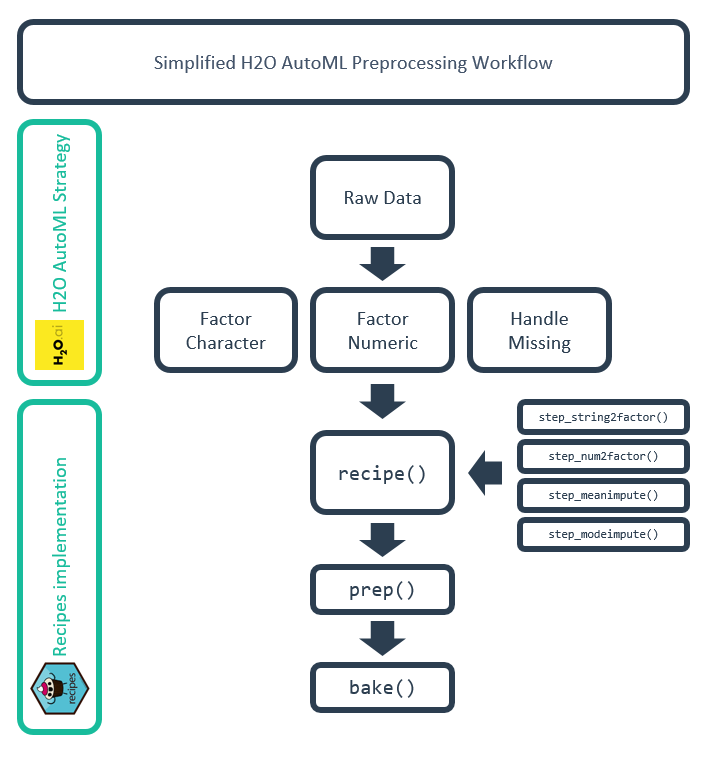 Simplified H2O AutoML Preprocessing Workflow
H2O AutoML Strategy
H2O.ai
Raw Data
Factor
Character
Factor
Numeric
Handle
Missing
step_string2factor()
step_num2factor()
step_meanimpute()
step_modeimpute()
recipe()
prep()
bake()
Recipes implementation
recipes